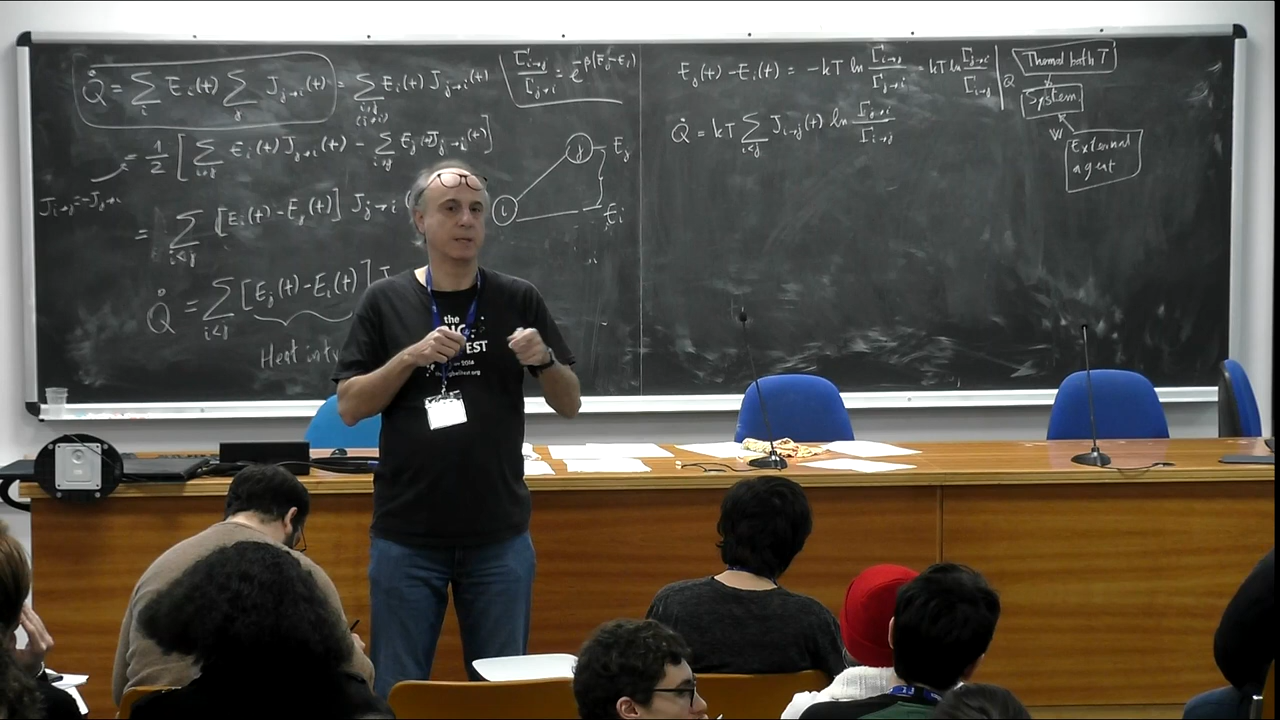 Q̇ = Σ_i E_i(t) Σ_j J_{j→i}(t) = Σ_{i,j (i≠j)} E_i(t) J_{j→i}(t)
= 1/2 [ Σ_{i≠j} E_i(t) J_{j→i}(t) − Σ_{i≠j} E_j(t) J_{j→i}(t) ]
J_{i→j} = −J_{j→i}
= Σ_{i<j} [E_i(t) − E_j(t)] J_{j→i} (
Q̇ = Σ_{i<j} [E_j(t) − E_i(t)] J
Heat
Γ_{i→j} / Γ_{j→i} = e^{−β(E_j−E_i)}
j E_j
i E_i
E_j(t) − E_i(t) = −kT ln Γ_{i→j}/Γ_{j→i} = kT ln Γ_{j→i}/Γ_{i→j}
Q̇ = kT Σ_{i<j} J_{i→j}(t) ln Γ_{j→i}/Γ_{i→j}
Thermal bath T
Q
System
W
External
agent
the
EST
2014